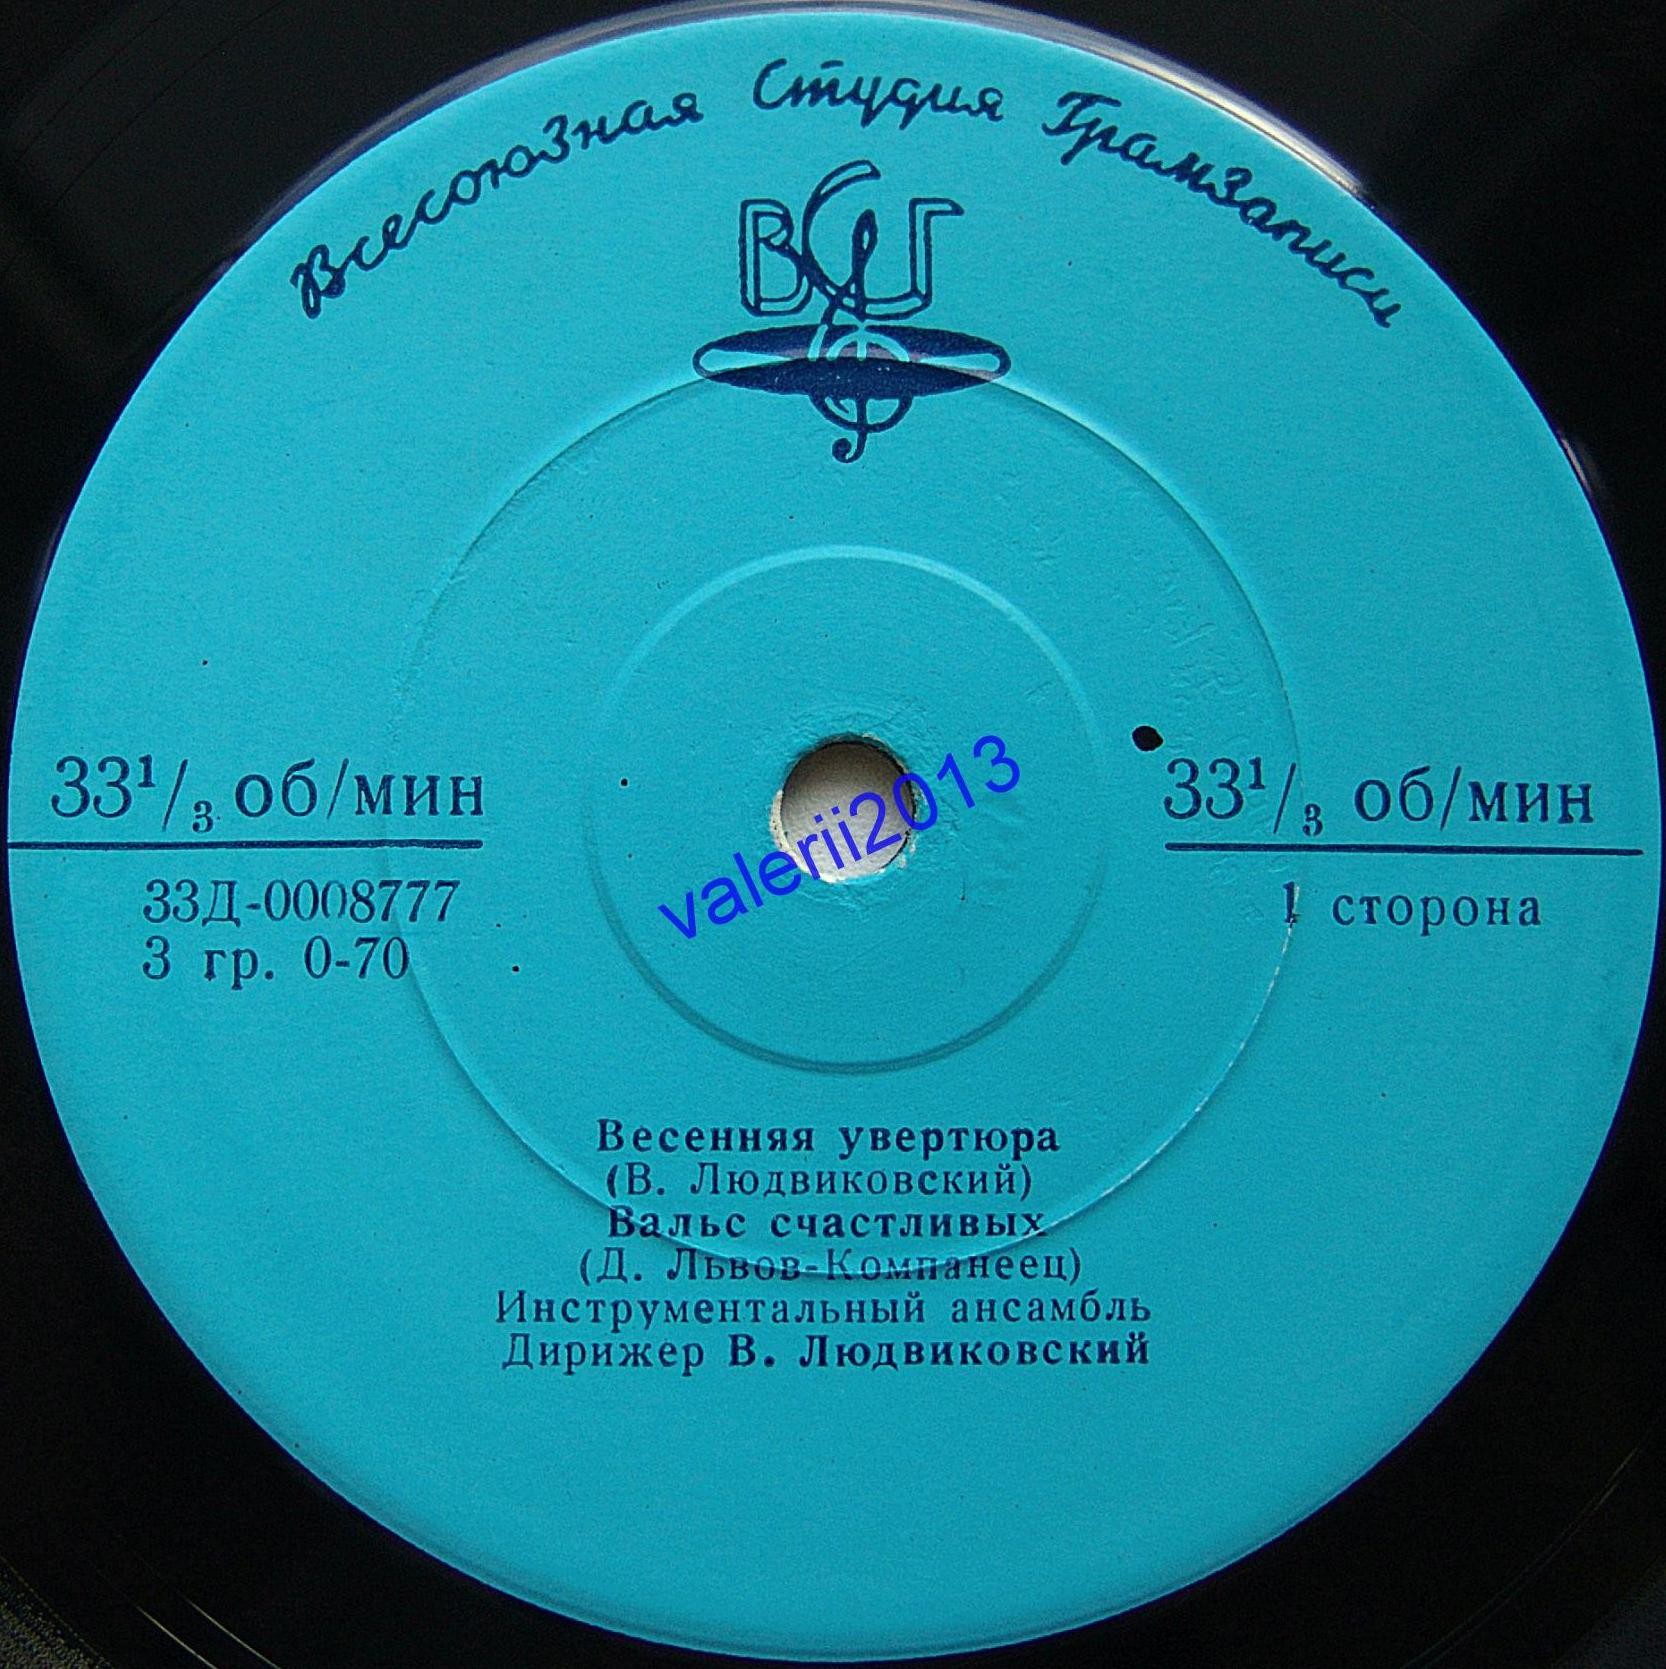 Всесоюзная Студия Грамзаписи
ВСГ
33¹/₃ об/мин
33¹/₃ об/мин
33Д-0008777
3 гр. 0-70
1 сторона
valerii2013
Весенняя увертюра
(В. Людвиковский)
Вальс счастливых
(Д. Львов-Компанеец)
Инструментальный ансамбль
Дирижер В. Людвиковский